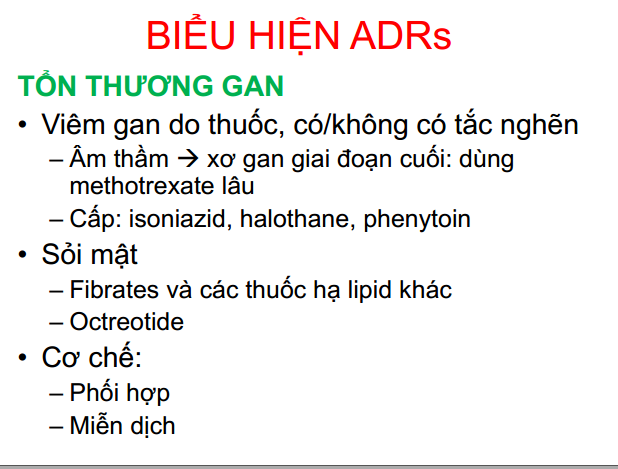 BIỂU HIỆN ADRs
TỔN THƯƠNG GAN
• Viêm gan do thuốc, có/không có tắc nghẽn
– Âm thầm → xơ gan giai đoạn cuối: dùng
methotrexate lâu
– Cấp: isoniazid, halothane, phenytoin
• Sỏi mật
– Fibrates và các thuốc hạ lipid khác
– Octreotide
• Cơ chế:
– Phối hợp
– Miễn dịch